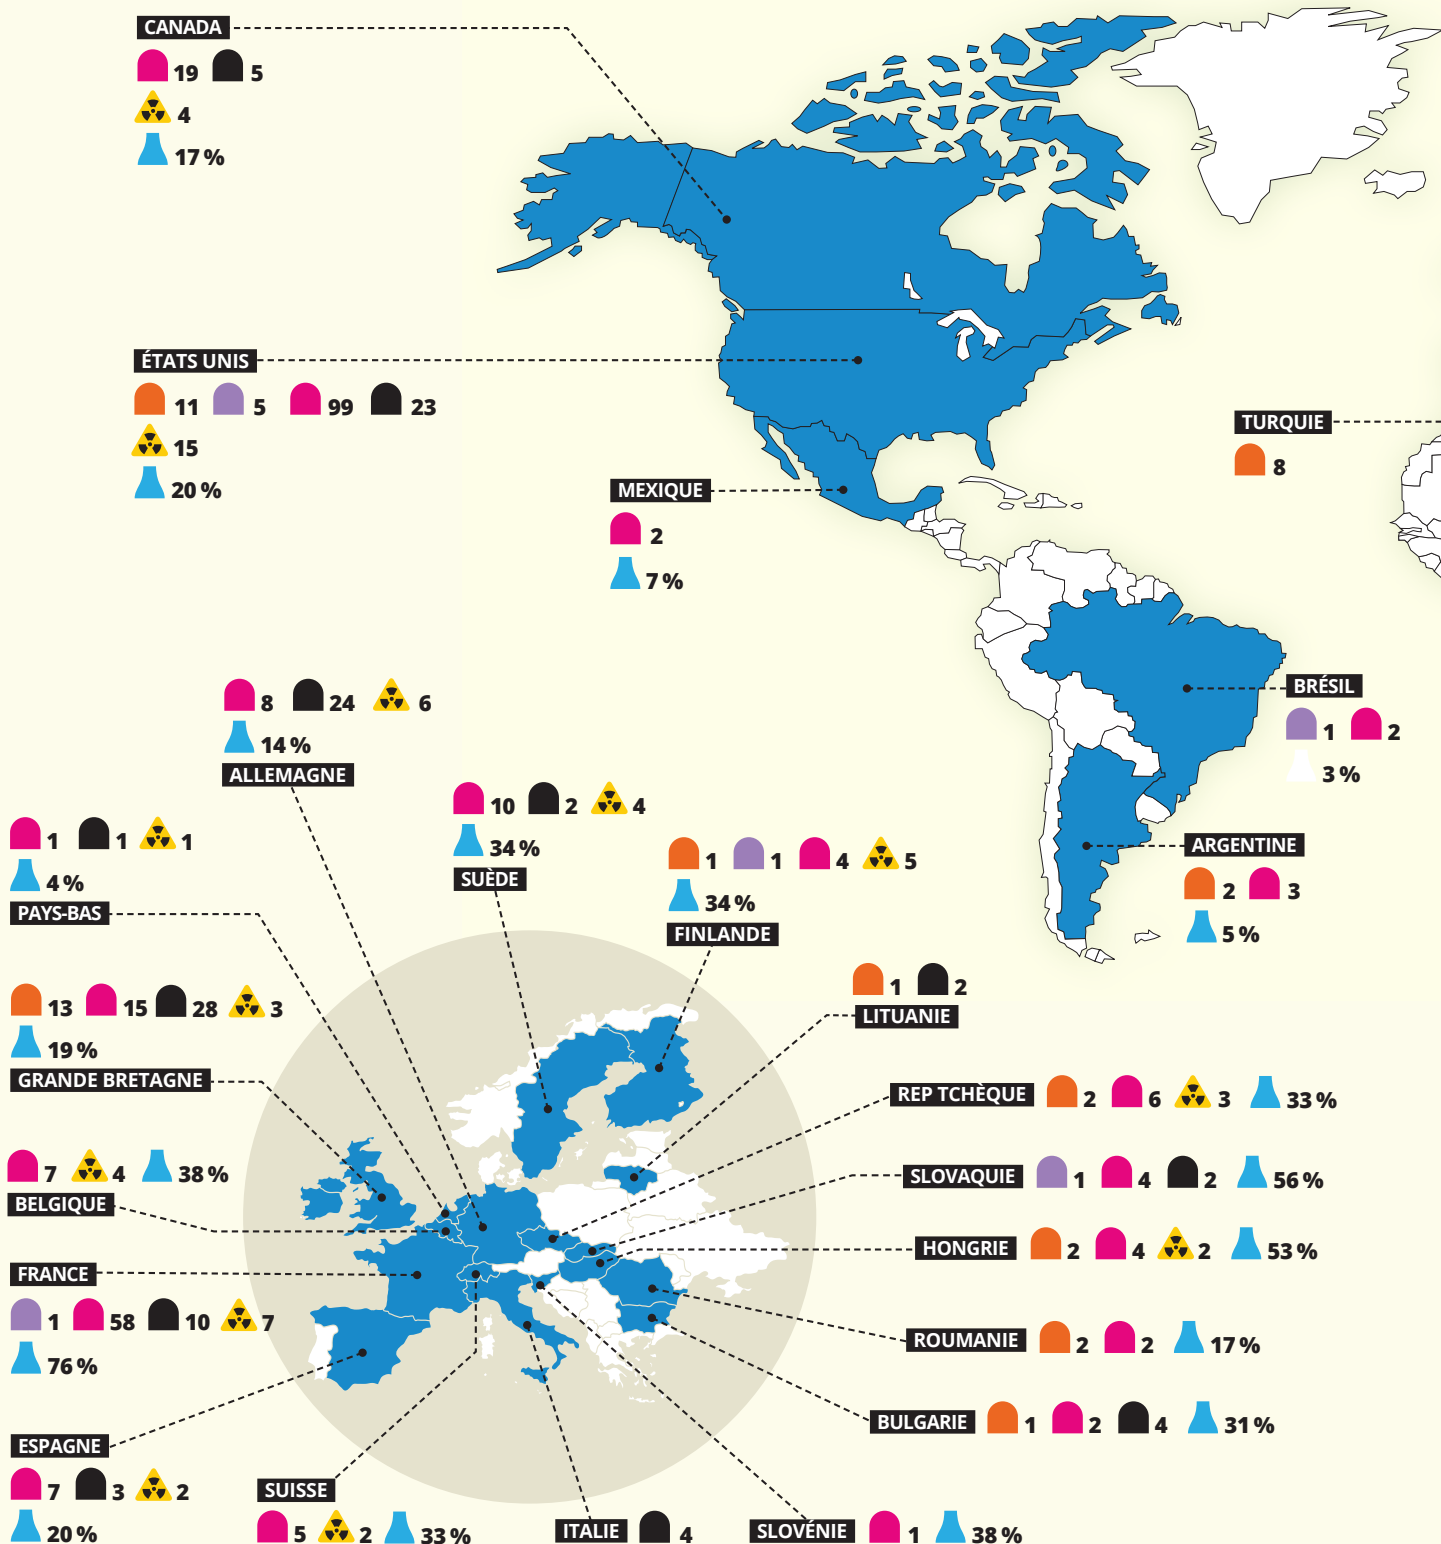 CANADA
19 5
4
17 %
ÉTATS UNIS
11 5 99 23
15
20 %
MEXIQUE
2
7 %
TURQUIE
8
BRÉSIL
1 2
3 %
ARGENTINE
2 3
5 %
8 24 6
14 %
ALLEMAGNE
10 2 4
34 %
SUÈDE
1 1 4 5
34 %
FINLANDE
1 1 1
4 %
PAYS-BAS
13 15 28 3
19 %
GRANDE BRETAGNE
7 4 38 %
BELGIQUE
FRANCE
1 58 10 7
76 %
ESPAGNE
7 3 2
20 %
SUISSE
5 2 33 %
ITALIE 4
SLOVÉNIE 1 38 %
1 2
LITUANIE
REP TCHÈQUE 2 6 3 33 %
SLOVAQUIE 1 4 2 56 %
HONGRIE 2 4 2 53 %
ROUMANIE 2 2 17 %
BULGARIE 1 2 4 31 %